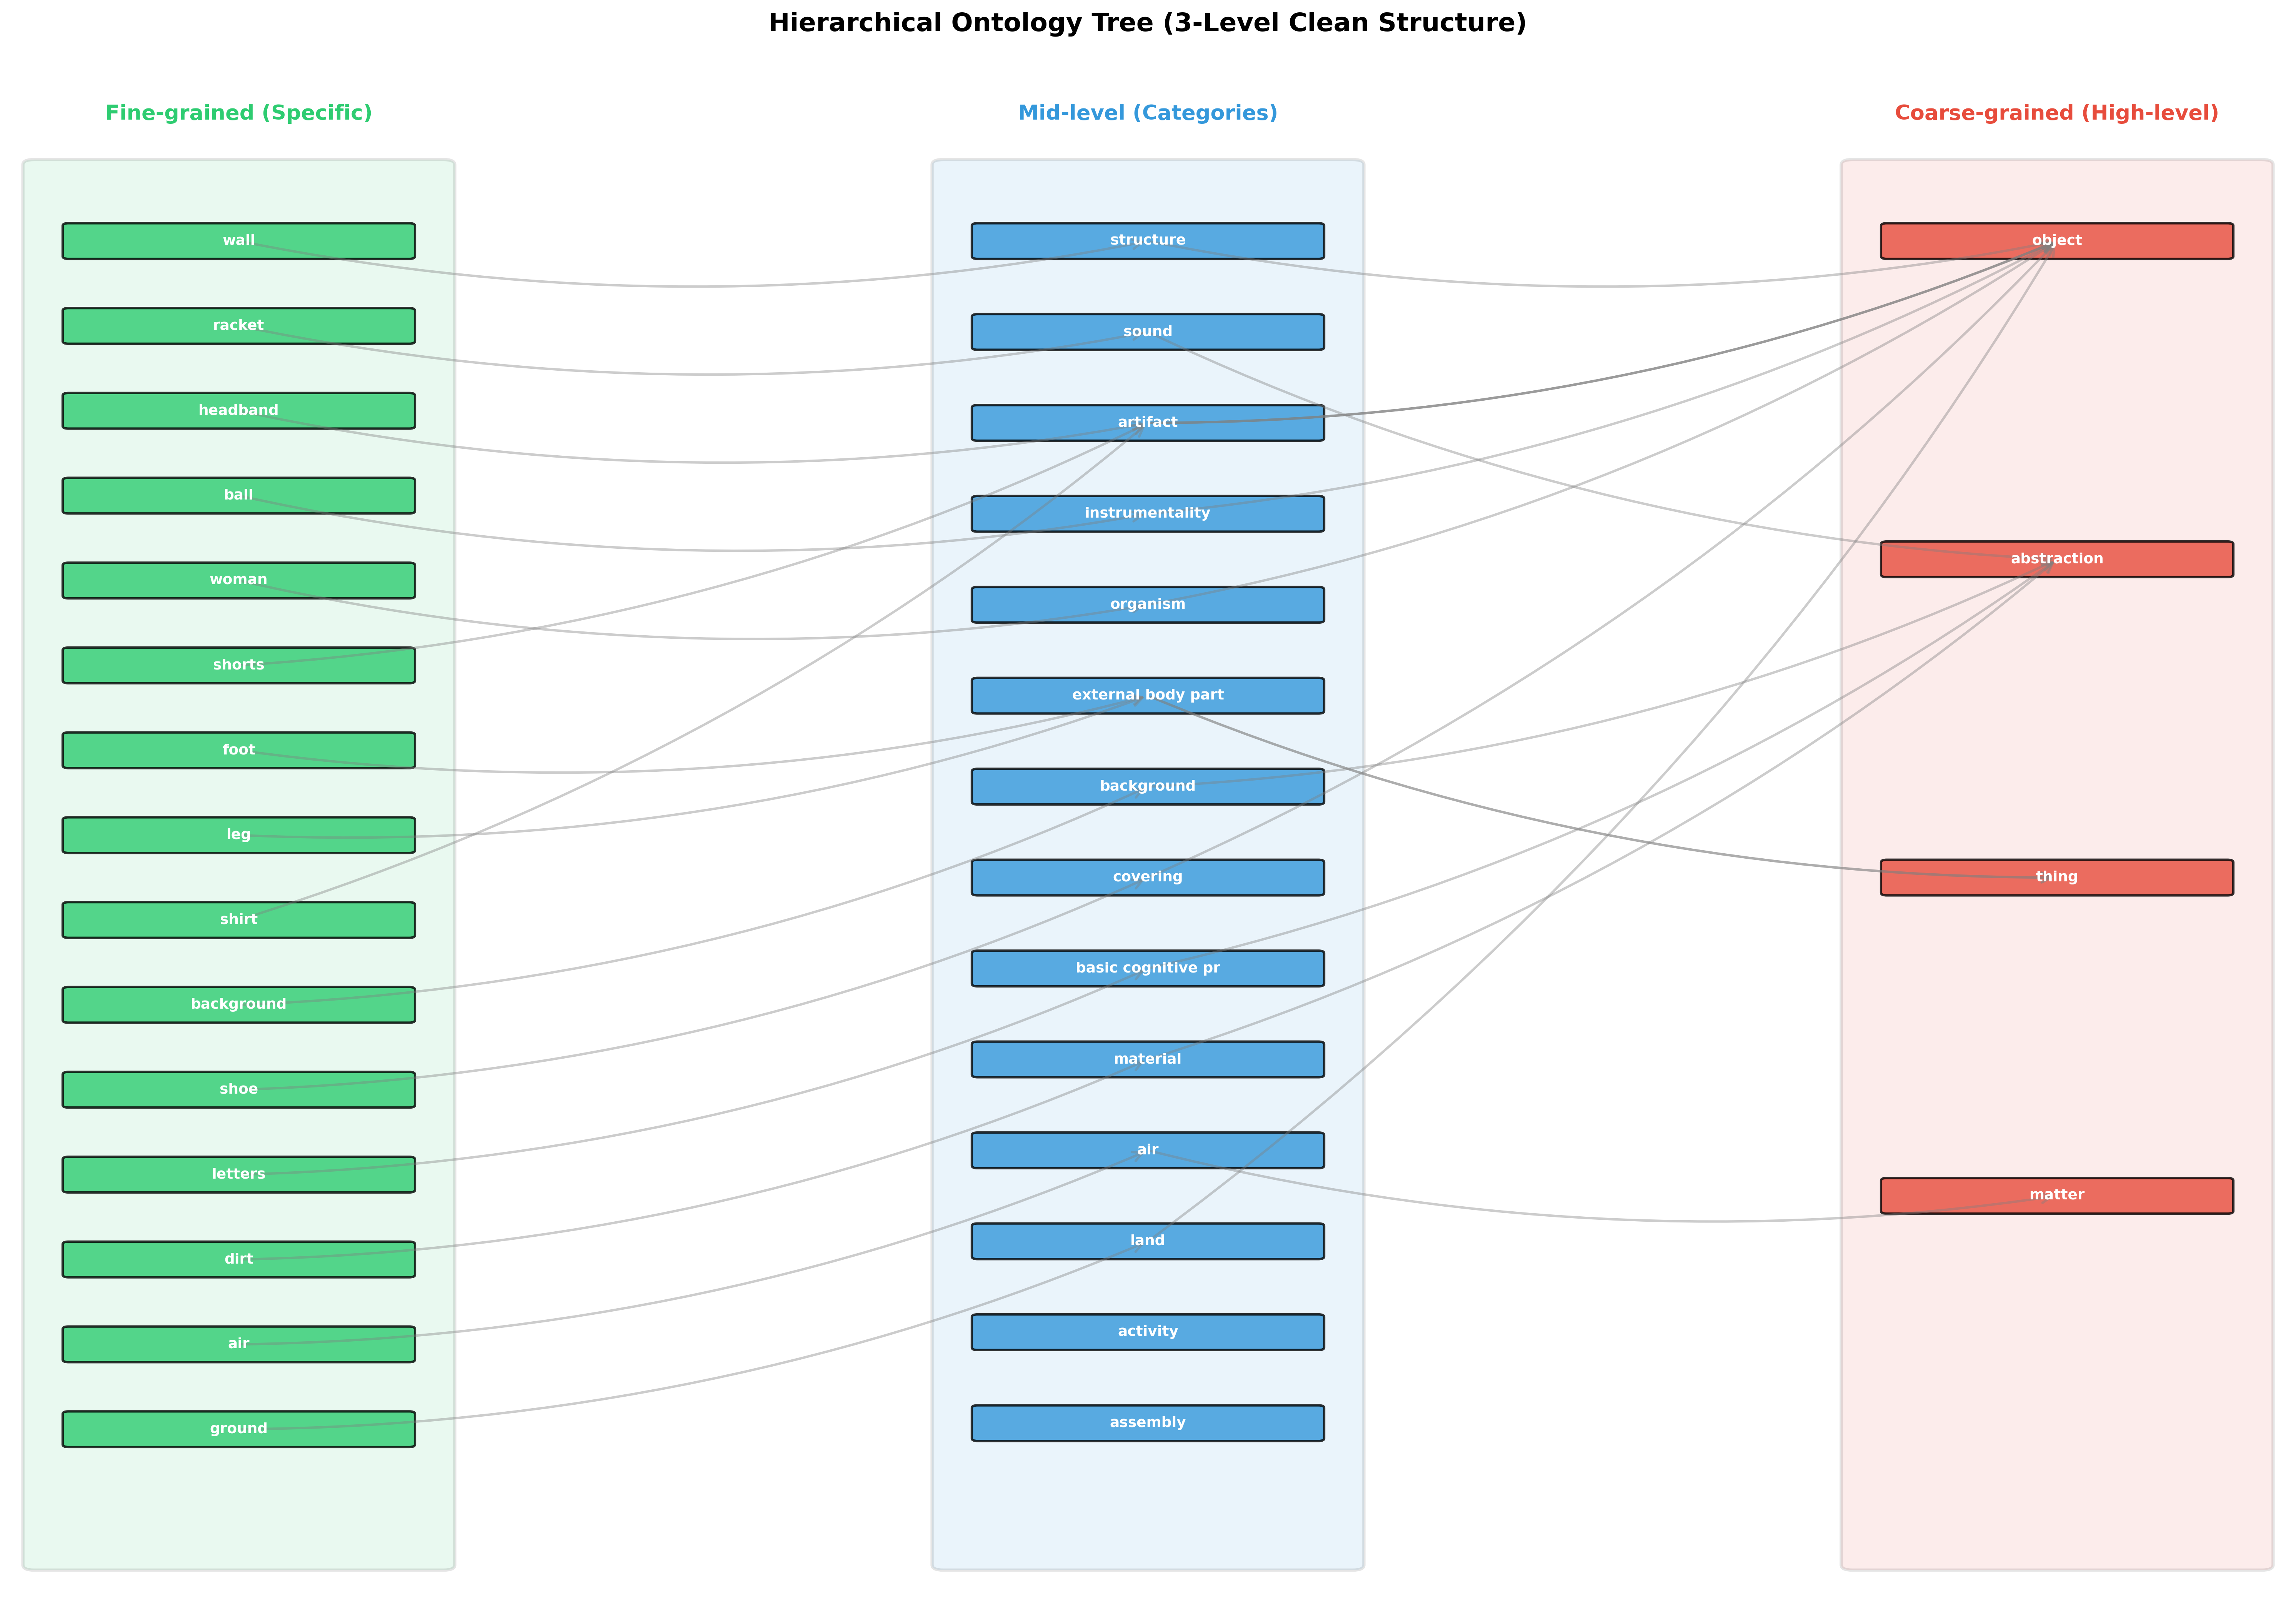 Hierarchical Ontology Tree (3-Level Clean Structure)
Fine-grained (Specific)
wall
racket
headband
ball
woman
shorts
foot
leg
shirt
background
shoe
letters
dirt
air
ground
Mid-level (Categories)
structure
sound
artifact
instrumentality
organism
external body part
background
covering
basic cognitive pr
material
air
land
activity
assembly
Coarse-grained (High-level)
object
abstraction
thing
matter